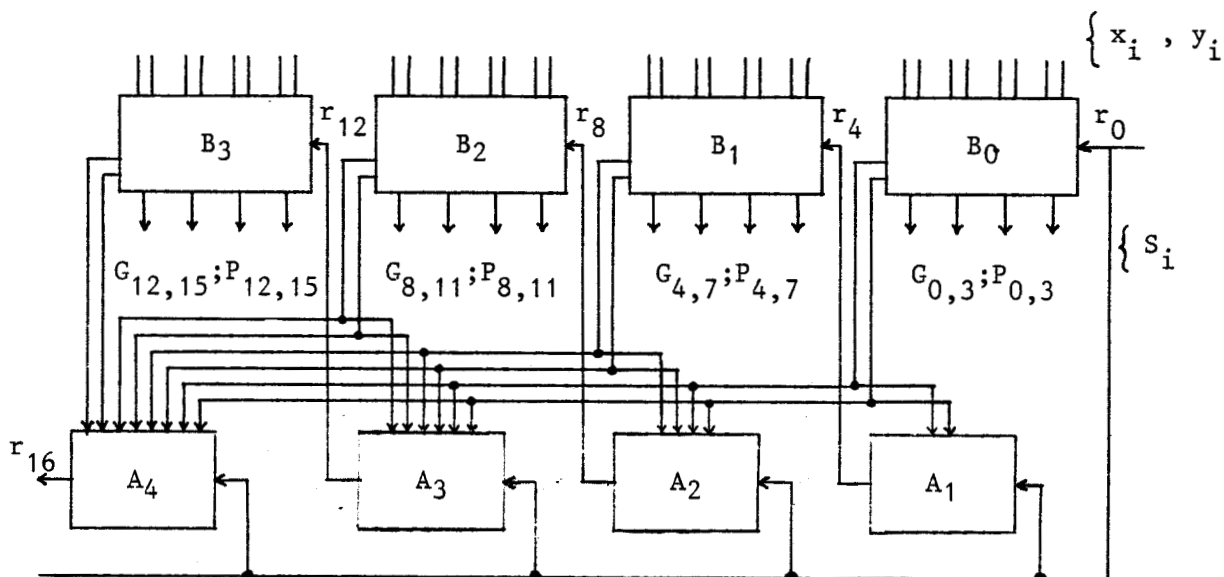 { x_i , y_i
r_12 r_8 r_4 r_0
B_3 B_2 B_1 B_0
{ S_i
G_12,15;P_12,15 G_8,11;P_8,11 G_4,7;P_4,7 G_0,3;P_0,3
r_16
A_4 A_3 A_2 A_1